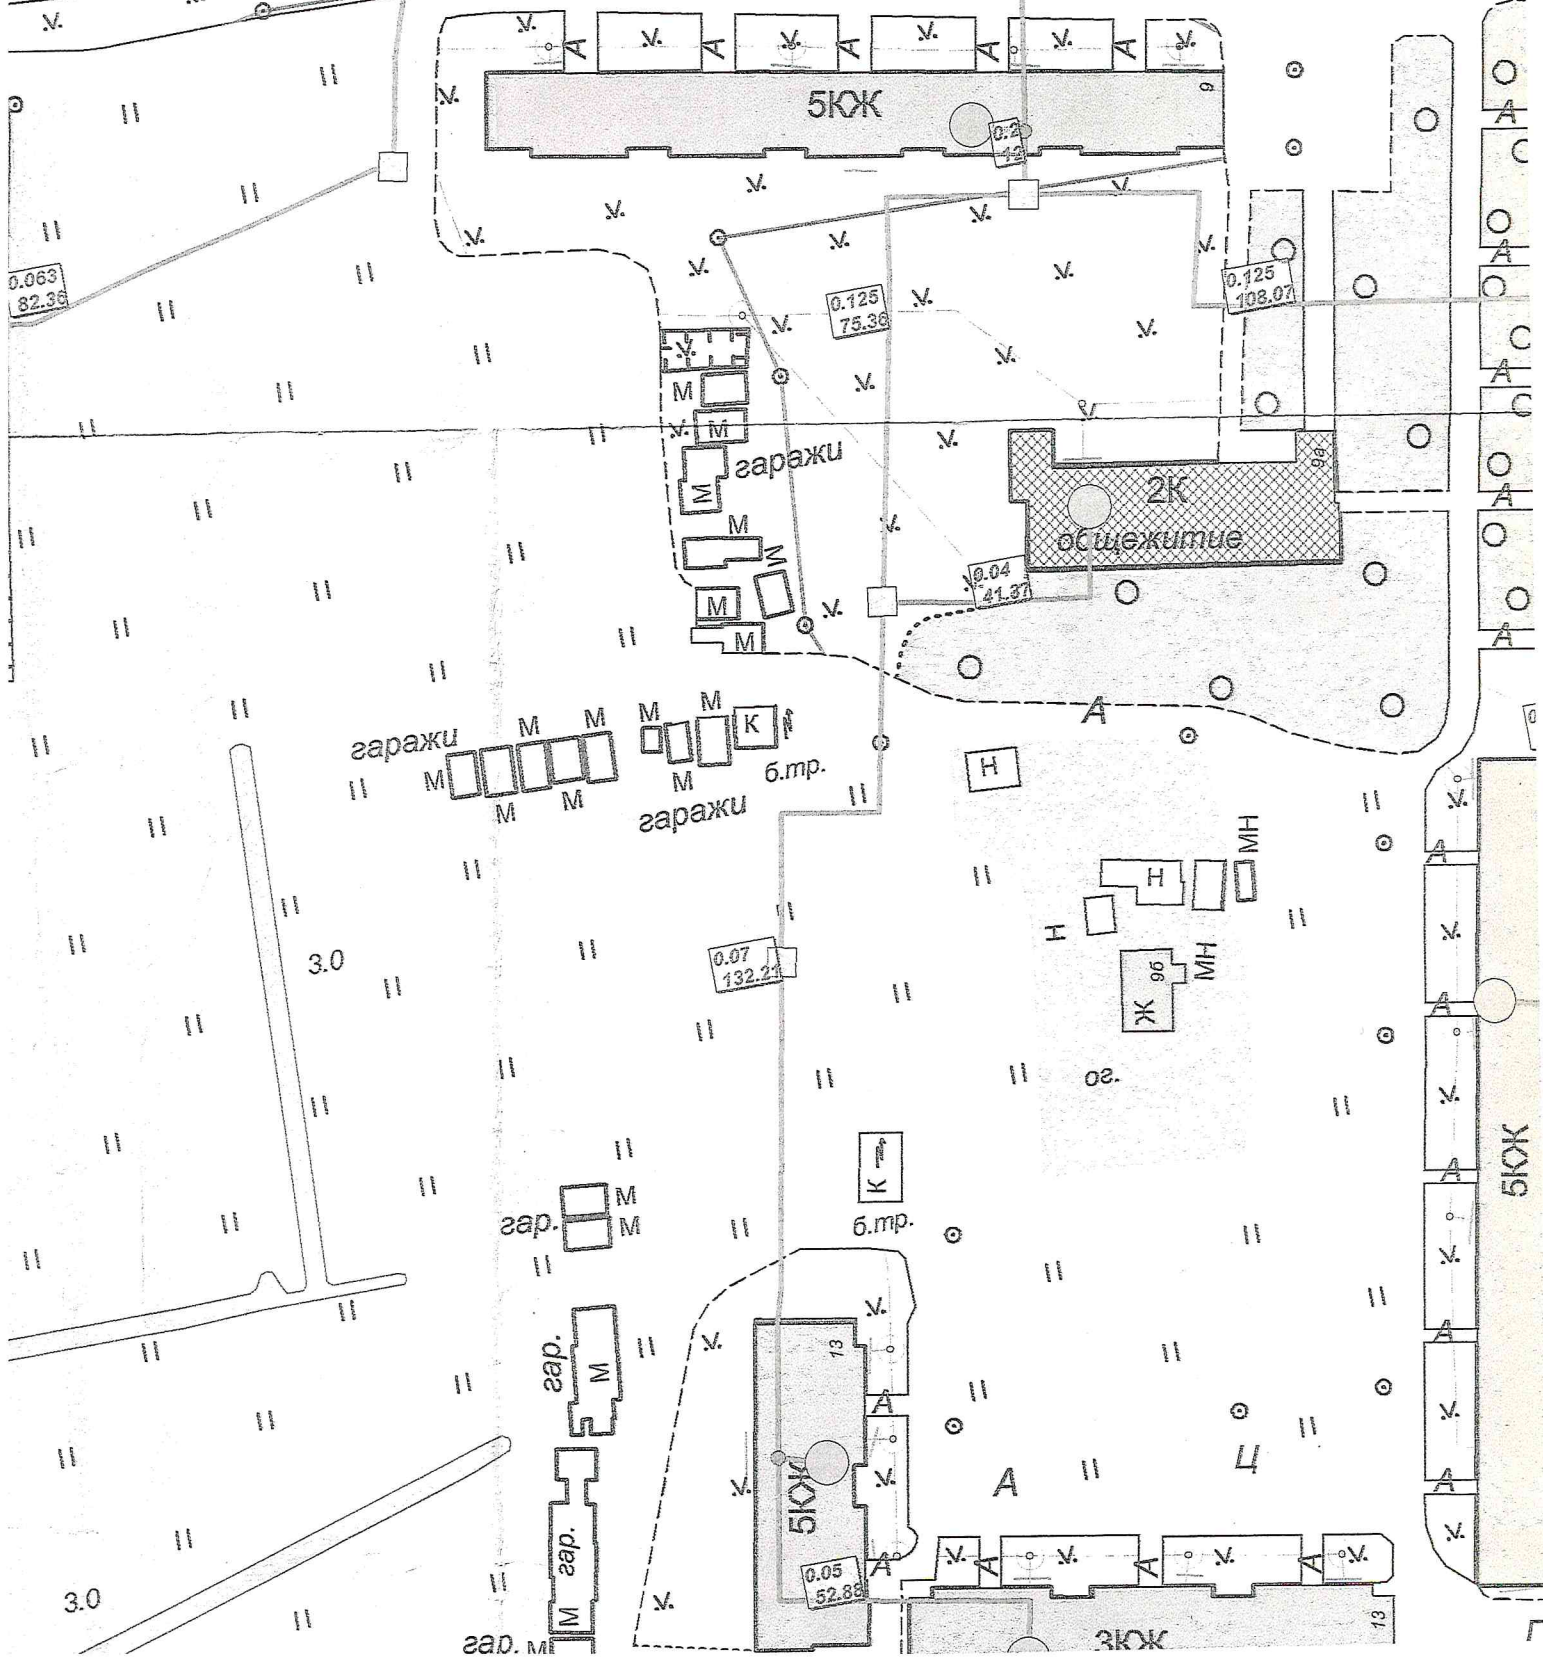 А
А
А
А
А
5КЖ
9
0.2
12
0.063
82.36
0.125
75.36
0.125
108.07
А
А
А
А
А
М
М
М
гаражи
М
М
М
М
2К
9а
общежитие
0.04
41.37
А
гаражи
М
М
М
М
М
М
М
М
К
б.тр.
гаражи
Н
МН
Н
Н
9б
МН
Ж
ог.
3.0
0.07
132.21
К
б.тр.
М
гар.
М
гар.
М
13
5КЖ
А
А
А
Ц
гар.
М
0.05
52.88
А
А
А
3КЖ
13
А
А
А
А
А
5КЖ
3.0
гар. М